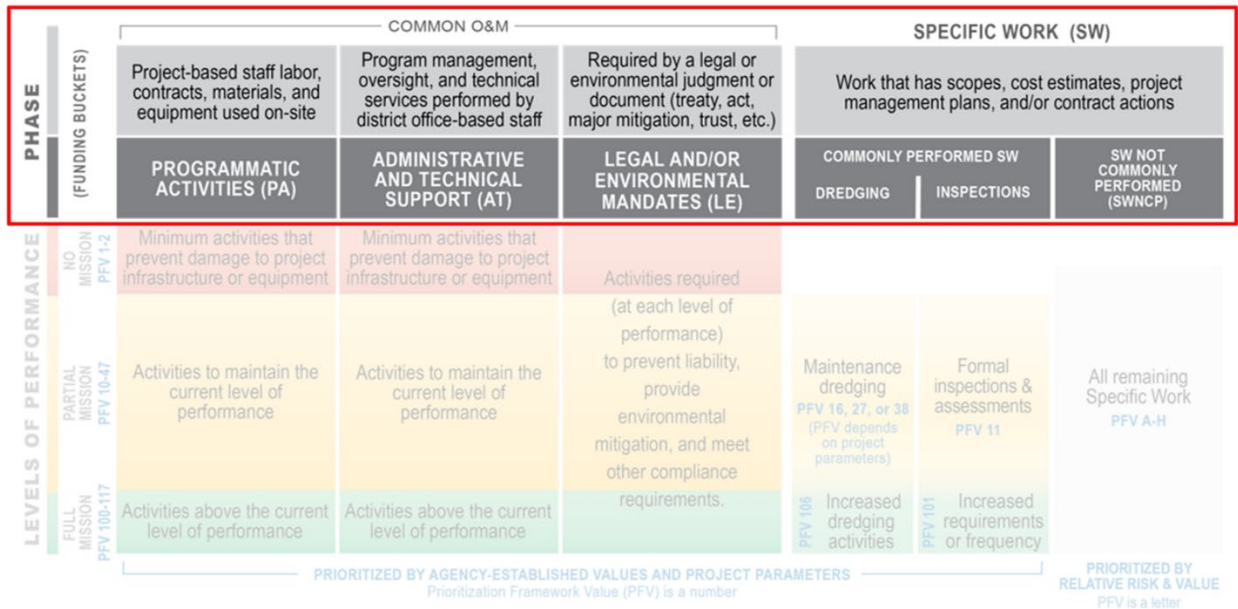 COMMON O&M
SPECIFIC WORK (SW)
PHASE
(FUNDING BUCKETS)
Project-based staff labor,
contracts, materials, and
equipment used on-site
Program management,
oversight, and technical
services performed by
district office-based staff
Required by a legal or
environmental judgment or
document (treaty, act,
major mitigation, trust, etc.)
Work that has scopes, cost estimates, project
management plans, and/or contract actions
PROGRAMMATIC
ACTIVITIES (PA)
ADMINISTRATIVE
AND TECHNICAL
SUPPORT (AT)
LEGAL AND/OR
ENVIRONMENTAL
MANDATES (LE)
COMMONLY PERFORMED SW
DREDGING
INSPECTIONS
SW NOT
COMMONLY
PERFORMED
(SWNCP)
LEVELS OF PERFORMANCE
NO
MISSION
PFV 1-2
Minimum activities that
prevent damage to project
infrastructure or equipment
Minimum activities that
prevent damage to project
infrastructure or equipment
Activities required
(at each level of
performance)
to prevent liability,
provide
environmental
mitigation, and meet
other compliance
requirements.
PARTIAL
MISSION
PFV 10-47
Activities to maintain the
current level of
performance
Activities to maintain the
current level of
performance
Maintenance
dredging
PFV 16, 27, or 38
(PFV depends
on project
parameters)
Formal
inspections &
assessments
PFV 11
All remaining
Specific Work
PFV A-H
FULL
MISSION
PFV 100-117
Activities above the current
level of performance
Activities above the current
level of performance
PFV 106
Increased
dredging
activities
PFV 101
Increased
requirements
or frequency
PRIORITIZED BY AGENCY-ESTABLISHED VALUES AND PROJECT PARAMETERS
Prioritization Framework Value (PFV) is a number
PRIORITIZED BY
RELATIVE RISK & VALUE
PFV is a letter